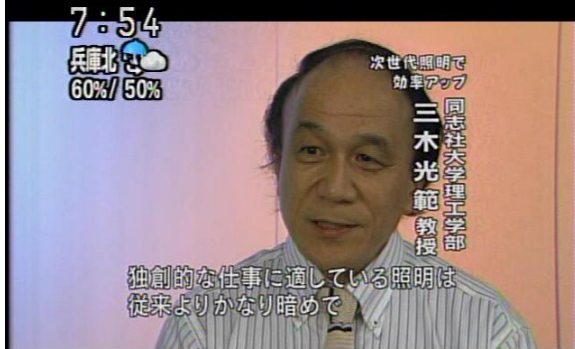 7:54
兵庫北
60%/50%
次世代照明で
効率アップ
同志社大学理工学部
三木光範 教授
独創的な仕事に適している照明は
従来よりかなり暗めで